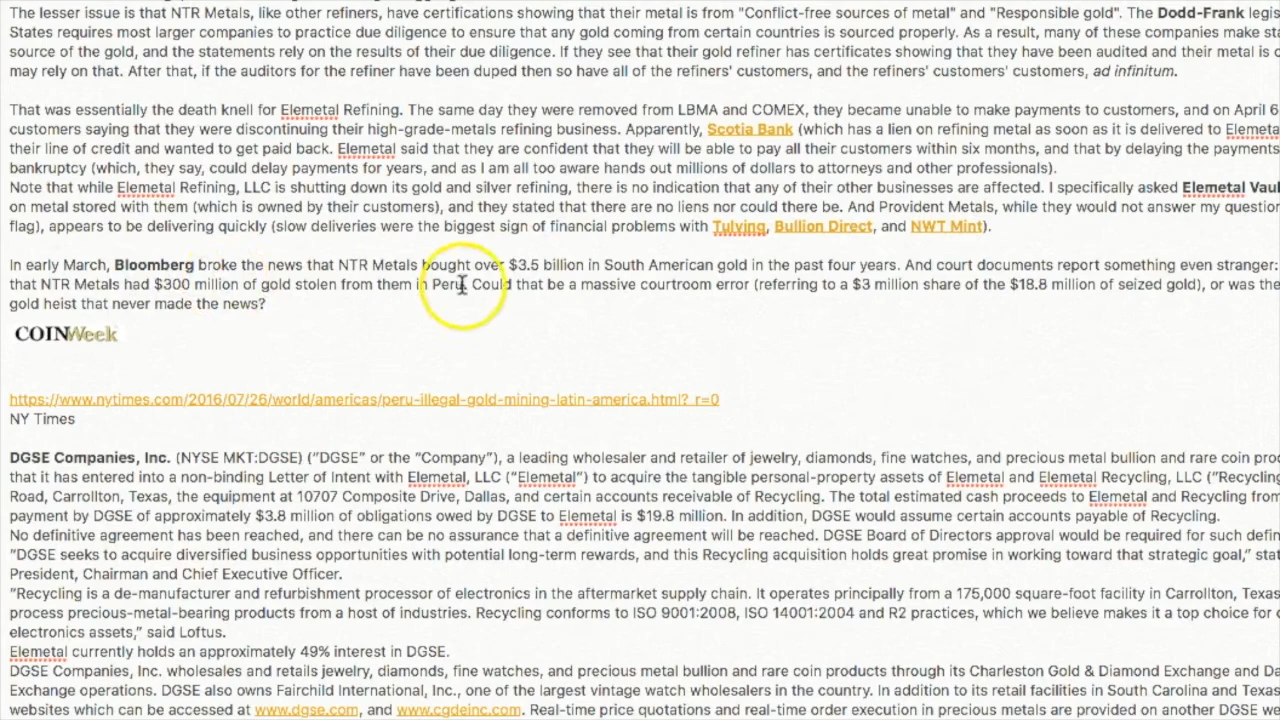 The lesser issue is that NTR Metals, like other refiners, have certifications showing that their metal is from "Conflict-free sources of metal" and "Responsible gold". The Dodd-Frank legis
States requires most larger companies to practice due diligence to ensure that any gold coming from certain countries is sourced properly. As a result, many of these companies make sta
source of the gold, and the statements rely on the results of their due diligence. If they see that their gold refiner has certificates showing that they have been audited and their metal is c
may rely on that. After that, if the auditors for the refiner have been duped then so have all of the refiners' customers, and the refiners' customers' customers, ad infinitum.
That was essentially the death knell for Elemetal Refining. The same day they were removed from LBMA and COMEX, they became unable to make payments to customers, and on April 6
customers saying that they were discontinuing their high-grade-metals refining business. Apparently, Scotia Bank (which has a lien on refining metal as soon as it is delivered to Elemeta
their line of credit and wanted to get paid back. Elemetal said that they are confident that they will be able to pay all their customers within six months, and that by delaying the payments
bankruptcy (which, they say, could delay payments for years, and as I am all too aware hands out millions of dollars to attorneys and other professionals).
Note that while Elemetal Refining, LLC is shutting down its gold and silver refining, there is no indication that any of their other businesses are affected. I specifically asked Elemetal Vaul
on metal stored with them (which is owned by their customers), and they stated that there are no liens nor could there be. And Provident Metals, while they would not answer my question
flag), appears to be delivering quickly (slow deliveries were the biggest sign of financial problems with Tulving, Bullion Direct, and NWT Mint).
In early March, Bloomberg broke the news that NTR Metals bought over $3.5 billion in South American gold in the past four years. And court documents report something even stranger:
that NTR Metals had $300 million of gold stolen from them in Peru. Could that be a massive courtroom error (referring to a $3 million share of the $18.8 million of seized gold), or was the
gold heist that never made the news?
COINWeek
https://www.nytimes.com/2016/07/26/world/americas/peru-illegal-gold-mining-latin-america.html?_r=0
NY Times
DGSE Companies, Inc. (NYSE MKT:DGSE) (“DGSE” or the “Company”), a leading wholesaler and retailer of jewelry, diamonds, fine watches, and precious metal bullion and rare coin prod
that it has entered into a non-binding Letter of Intent with Elemetal, LLC (“Elemetal”) to acquire the tangible personal-property assets of Elemetal and Elemetal Recycling, LLC (“Recycling
Road, Carrollton, Texas, the equipment at 10707 Composite Drive, Dallas, and certain accounts receivable of Recycling. The total estimated cash proceeds to Elemetal and Recycling from
payment by DGSE of approximately $3.8 million of obligations owed by DGSE to Elemetal is $19.8 million. In addition, DGSE would assume certain accounts payable of Recycling.
No definitive agreement has been reached, and there can be no assurance that a definitive agreement will be reached. DGSE Board of Directors approval would be required for such defin
“DGSE seeks to acquire diversified business opportunities with potential long-term rewards, and this Recycling acquisition holds great promise in working toward that strategic goal,” stat
President, Chairman and Chief Executive Officer.
“Recycling is a de-manufacturer and refurbishment processor of electronics in the aftermarket supply chain. It operates principally from a 175,000 square-foot facility in Carrollton, Texas
process precious-metal-bearing products from a host of industries. Recycling conforms to ISO 9001:2008, ISO 14001:2004 and R2 practices, which we believe makes it a top choice for c
electronics assets,” said Loftus.
Elemetal currently holds an approximately 49% interest in DGSE.
DGSE Companies, Inc. wholesales and retails jewelry, diamonds, fine watches, and precious metal bullion and rare coin products through its Charleston Gold & Diamond Exchange and Da
Exchange operations. DGSE also owns Fairchild International, Inc., one of the largest vintage watch wholesalers in the country. In addition to its retail facilities in South Carolina and Texas
websites which can be accessed at www.dgse.com, and www.cgdeinc.com. Real-time price quotations and real-time order execution in precious metals are provided on another DGSE we